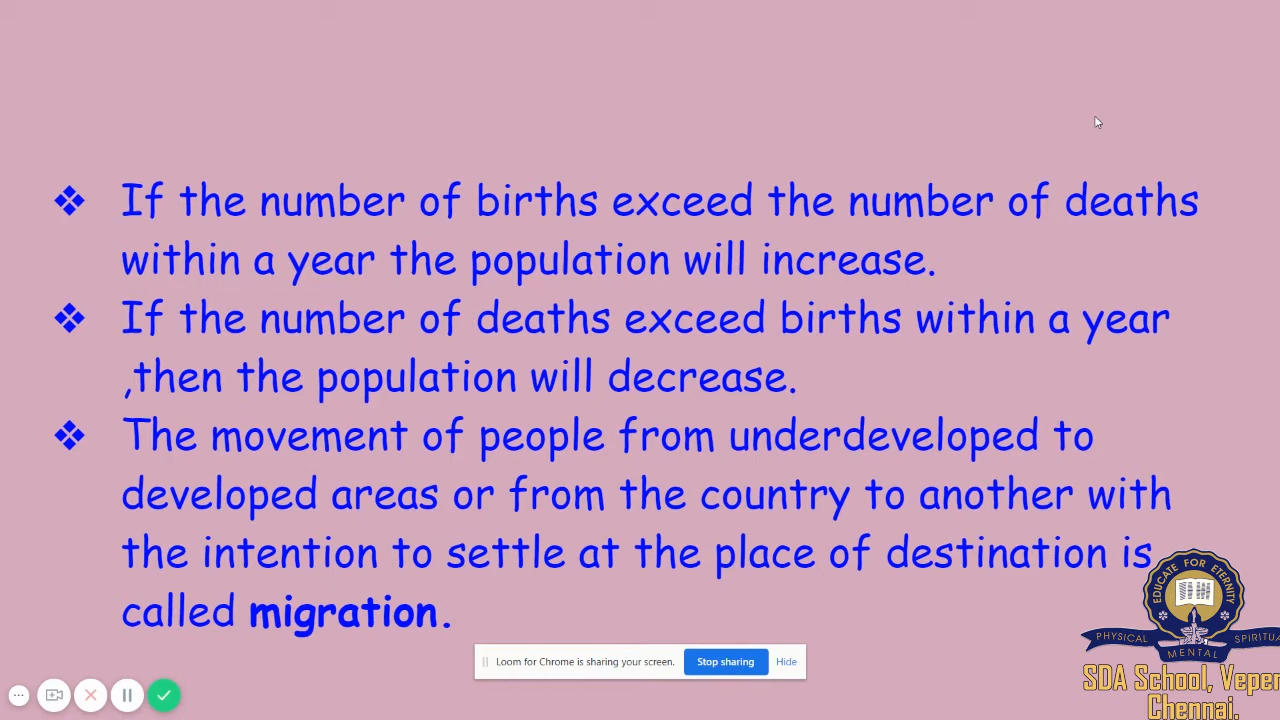 ❖ If the number of births exceed the number of deaths
within a year the population will increase.
❖ If the number of deaths exceed births within a year
,then the population will decrease.
❖ The movement of people from underdeveloped to
developed areas or from the country to another with
the intention to settle at the place of destination is
called migration.
EDUCATE FOR ETERNITY
PHYSICAL MENTAL SPIRITUA
SDA School, Veper
Chennai.
Loom for Chrome is sharing your screen. Stop sharing Hide